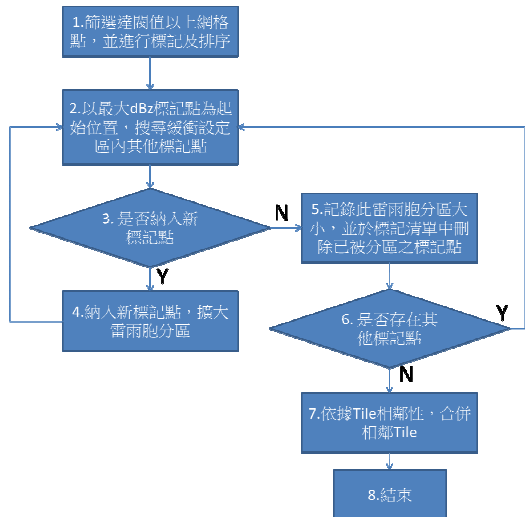 1.篩選達閥值以上網格
點，並進行標記及排序
2.以最大dBz標記點為起
始位置，搜尋緩衝設定
區內其他標記點
3. 是否納入新
標記點
N
Y
4.納入新標記點，擴大
雷雨胞分區
5.記錄此雷雨胞分區大
小，並於標記清單中刪
除已被分區之標記點
6. 是否存在其
他標記點
Y
N
7.依據Tile相鄰性，合併
相鄰Tile
8.結束